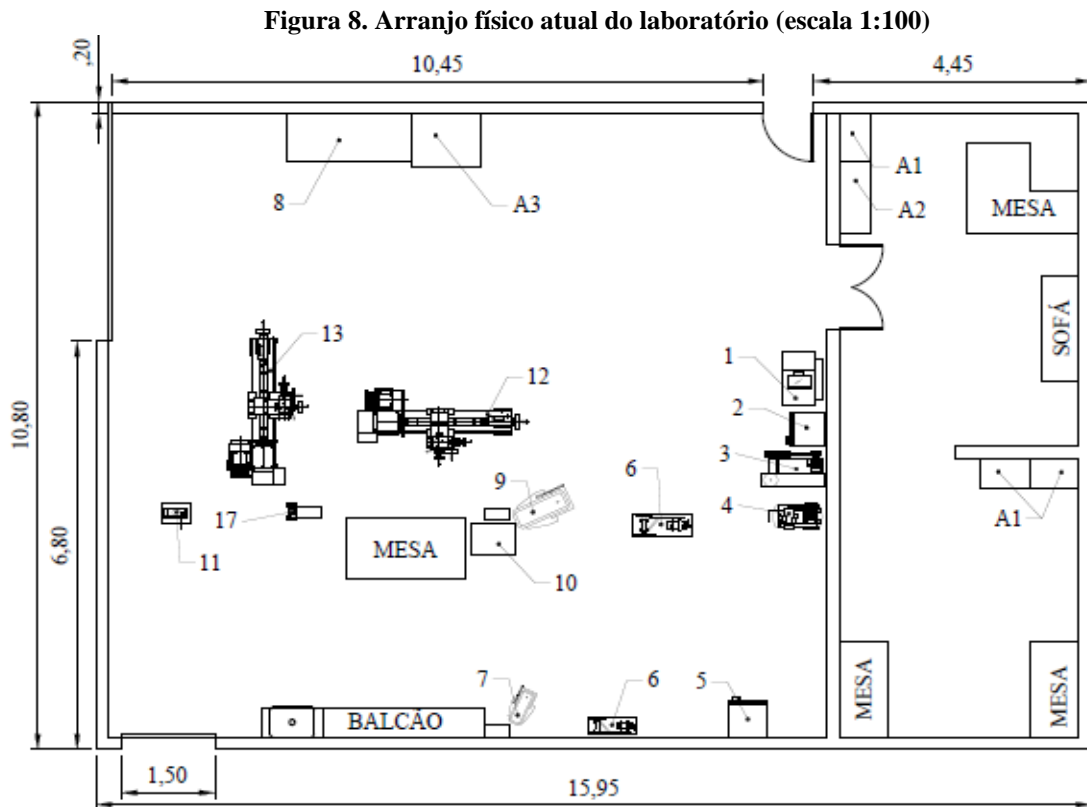 Figura 8. Arranjo físico atual do laboratório (escala 1:100)
,20
10,45
4,45
A1
A2
8
A3
MESA
SOFÁ
13
12
1
2
10,80
3
9
6
4
A1
17
MESA
11
10
6,80
7
6
5
BALCÃO
MESA
MESA
1,50
15,95